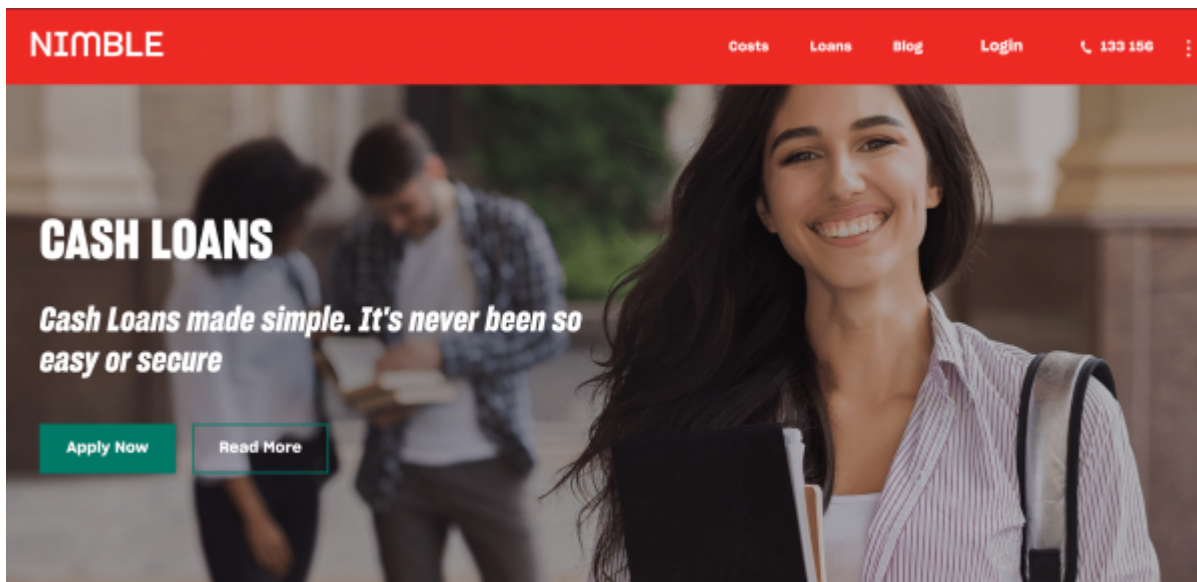 NIMBLE
Costs Loans Blog Login 133 156
CASH LOANS
Cash Loans made simple. It's never been so
easy or secure
Apply Now Read More